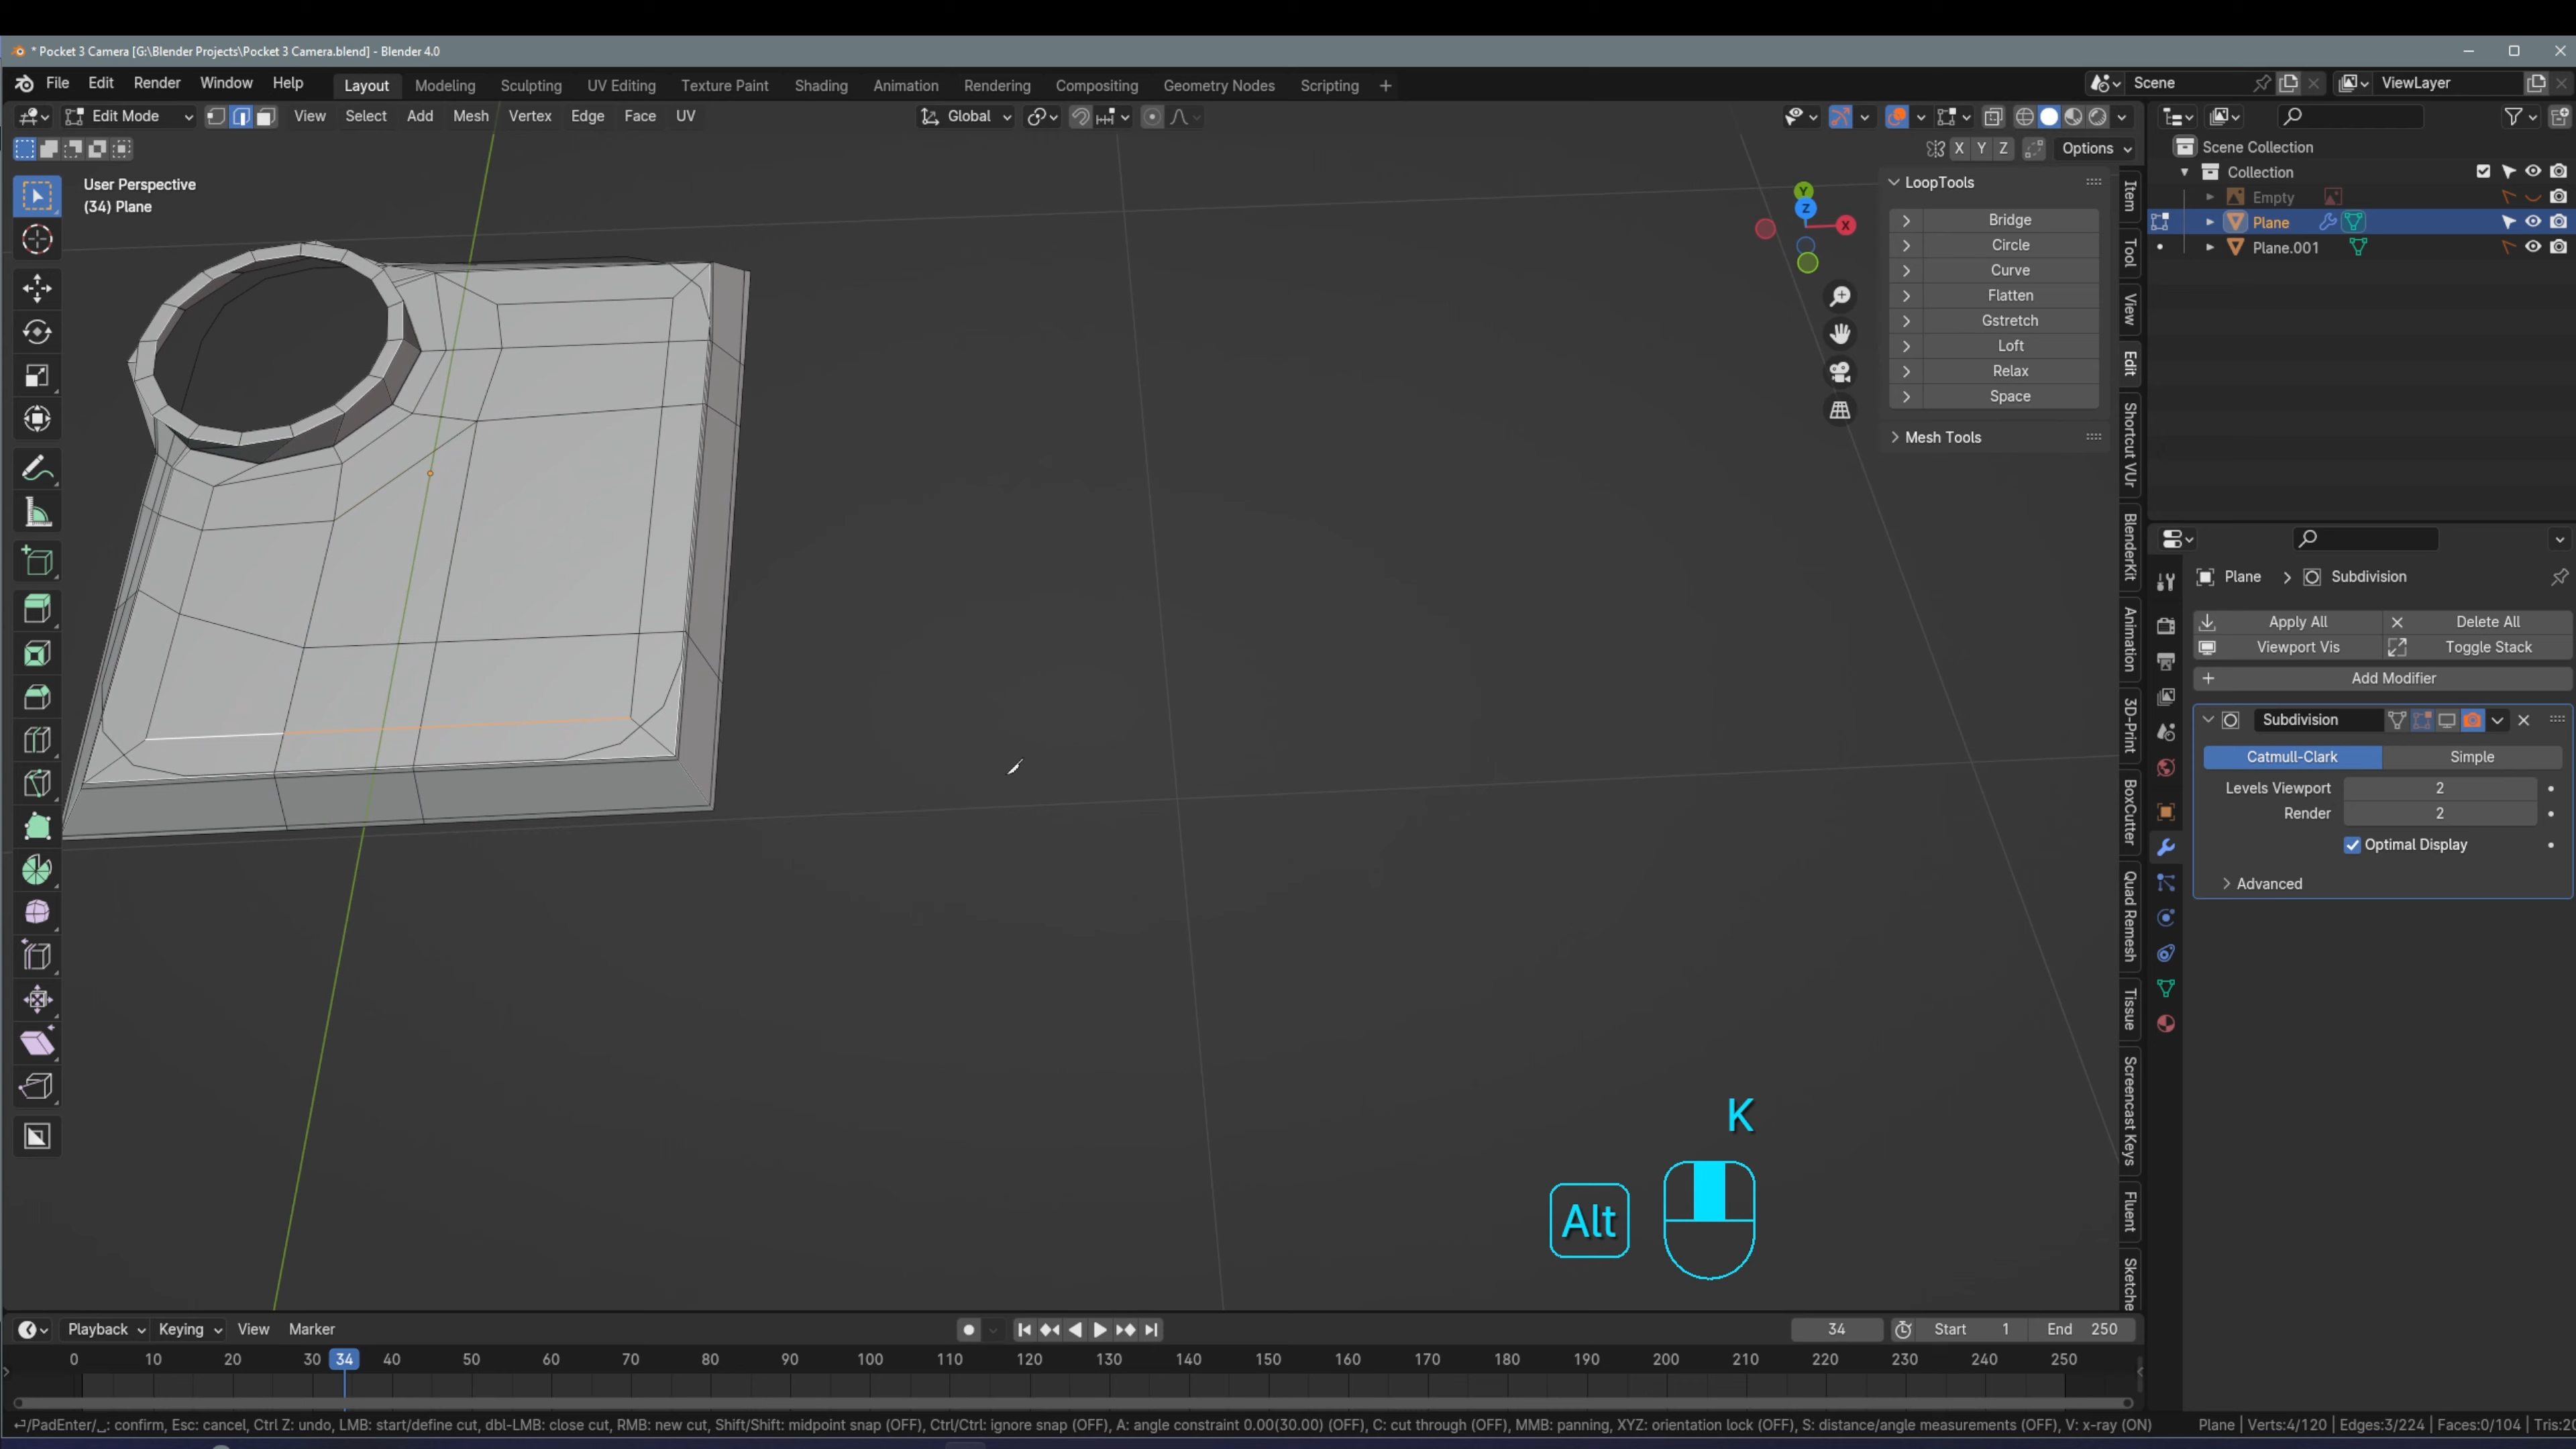 * Pocket 3 Camera [G:\Blender Projects\Pocket 3 Camera.blend] - Blender 4.0
File Edit Render Window Help Layout Modeling Sculpting UV Editing Texture Paint Shading Animation Rendering Compositing Geometry Nodes Scripting + Scene ViewLayer
Edit Mode View Select Add Mesh Vertex Edge Face UV Global
X Y Z Options
User Perspective
(34) Plane
Y
Z
X
LoopTools
Bridge
Circle
Curve
Flatten
Gstretch
Loft
Relax
Space
Mesh Tools
Item
Tool
View
Edit
Shortcut VUr
BlenderKit
Animation
3D-Print
BoxCutter
Quad Remesh
Tissue
Screencast Keys
Fluent
Sketche
Scene Collection
Collection
Empty
Plane
Plane.001
Plane > Subdivision
Apply All Delete All
Viewport Vis Toggle Stack
Add Modifier
Subdivision
Catmull-Clark Simple
Levels Viewport 2
Render 2
Optimal Display
Advanced
K
Alt
Playback Keying View Marker 34 Start 1 End 250
0 10 20 30 34 40 50 60 70 80 90 100 110 120 130 140 150 160 170 180 190 200 210 220 230 240 250
⏎/PadEnter/␣: confirm, Esc: cancel, Ctrl Z: undo, LMB: start/define cut, dbl-LMB: close cut, RMB: new cut, Shift/Shift: midpoint snap (OFF), Ctrl/Ctrl: ignore snap (OFF), A: angle constraint 0.00(30.00) (OFF), C: cut through (OFF), MMB: panning, XYZ: orientation lock (OFF), S: distance/angle measurements (OFF), V: x-ray (ON) Plane | Verts:4/120 | Edges:3/224 | Faces:0/104 | Tris:20